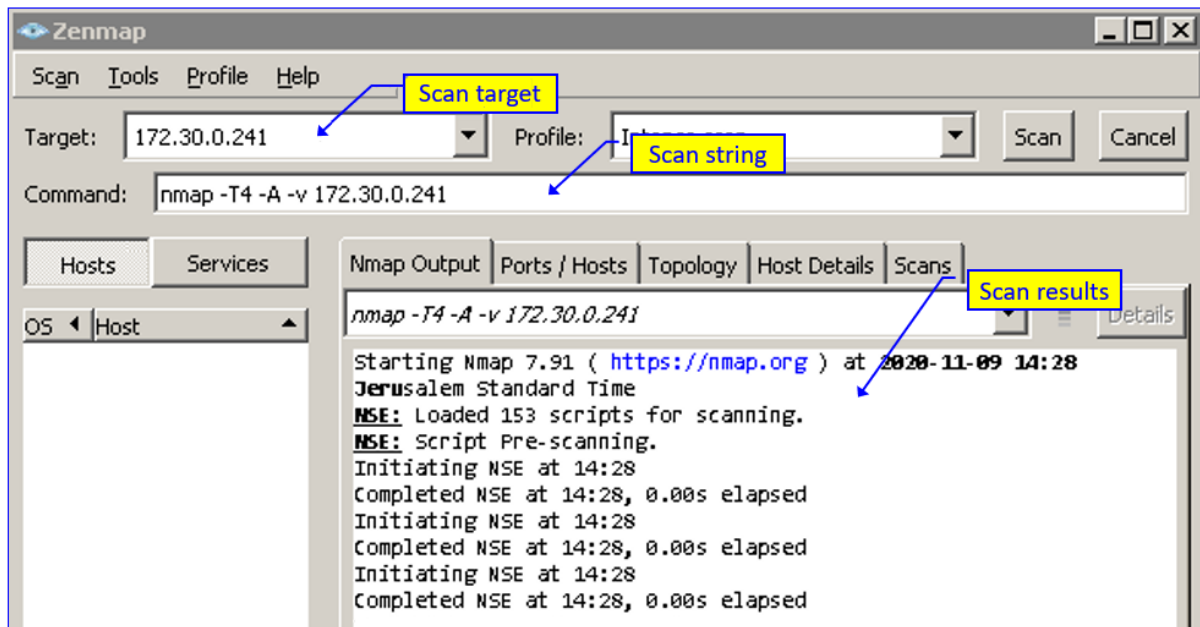 Zenmap
Scan Tools Profile Help
Scan target
Target: 172.30.0.241 Profile: Scan Cancel
Scan string
Command: nmap -T4 -A -v 172.30.0.241
Hosts Services Nmap Output Ports / Hosts Topology Host Details Scans
Scan results
OS Host nmap -T4 -A -v 172.30.0.241 Details
Starting Nmap 7.91 ( https://nmap.org ) at 2020-11-09 14:28
Jerusalem Standard Time
NSE: Loaded 153 scripts for scanning.
NSE: Script Pre-scanning.
Initiating NSE at 14:28
Completed NSE at 14:28, 0.00s elapsed
Initiating NSE at 14:28
Completed NSE at 14:28, 0.00s elapsed
Initiating NSE at 14:28
Completed NSE at 14:28, 0.00s elapsed